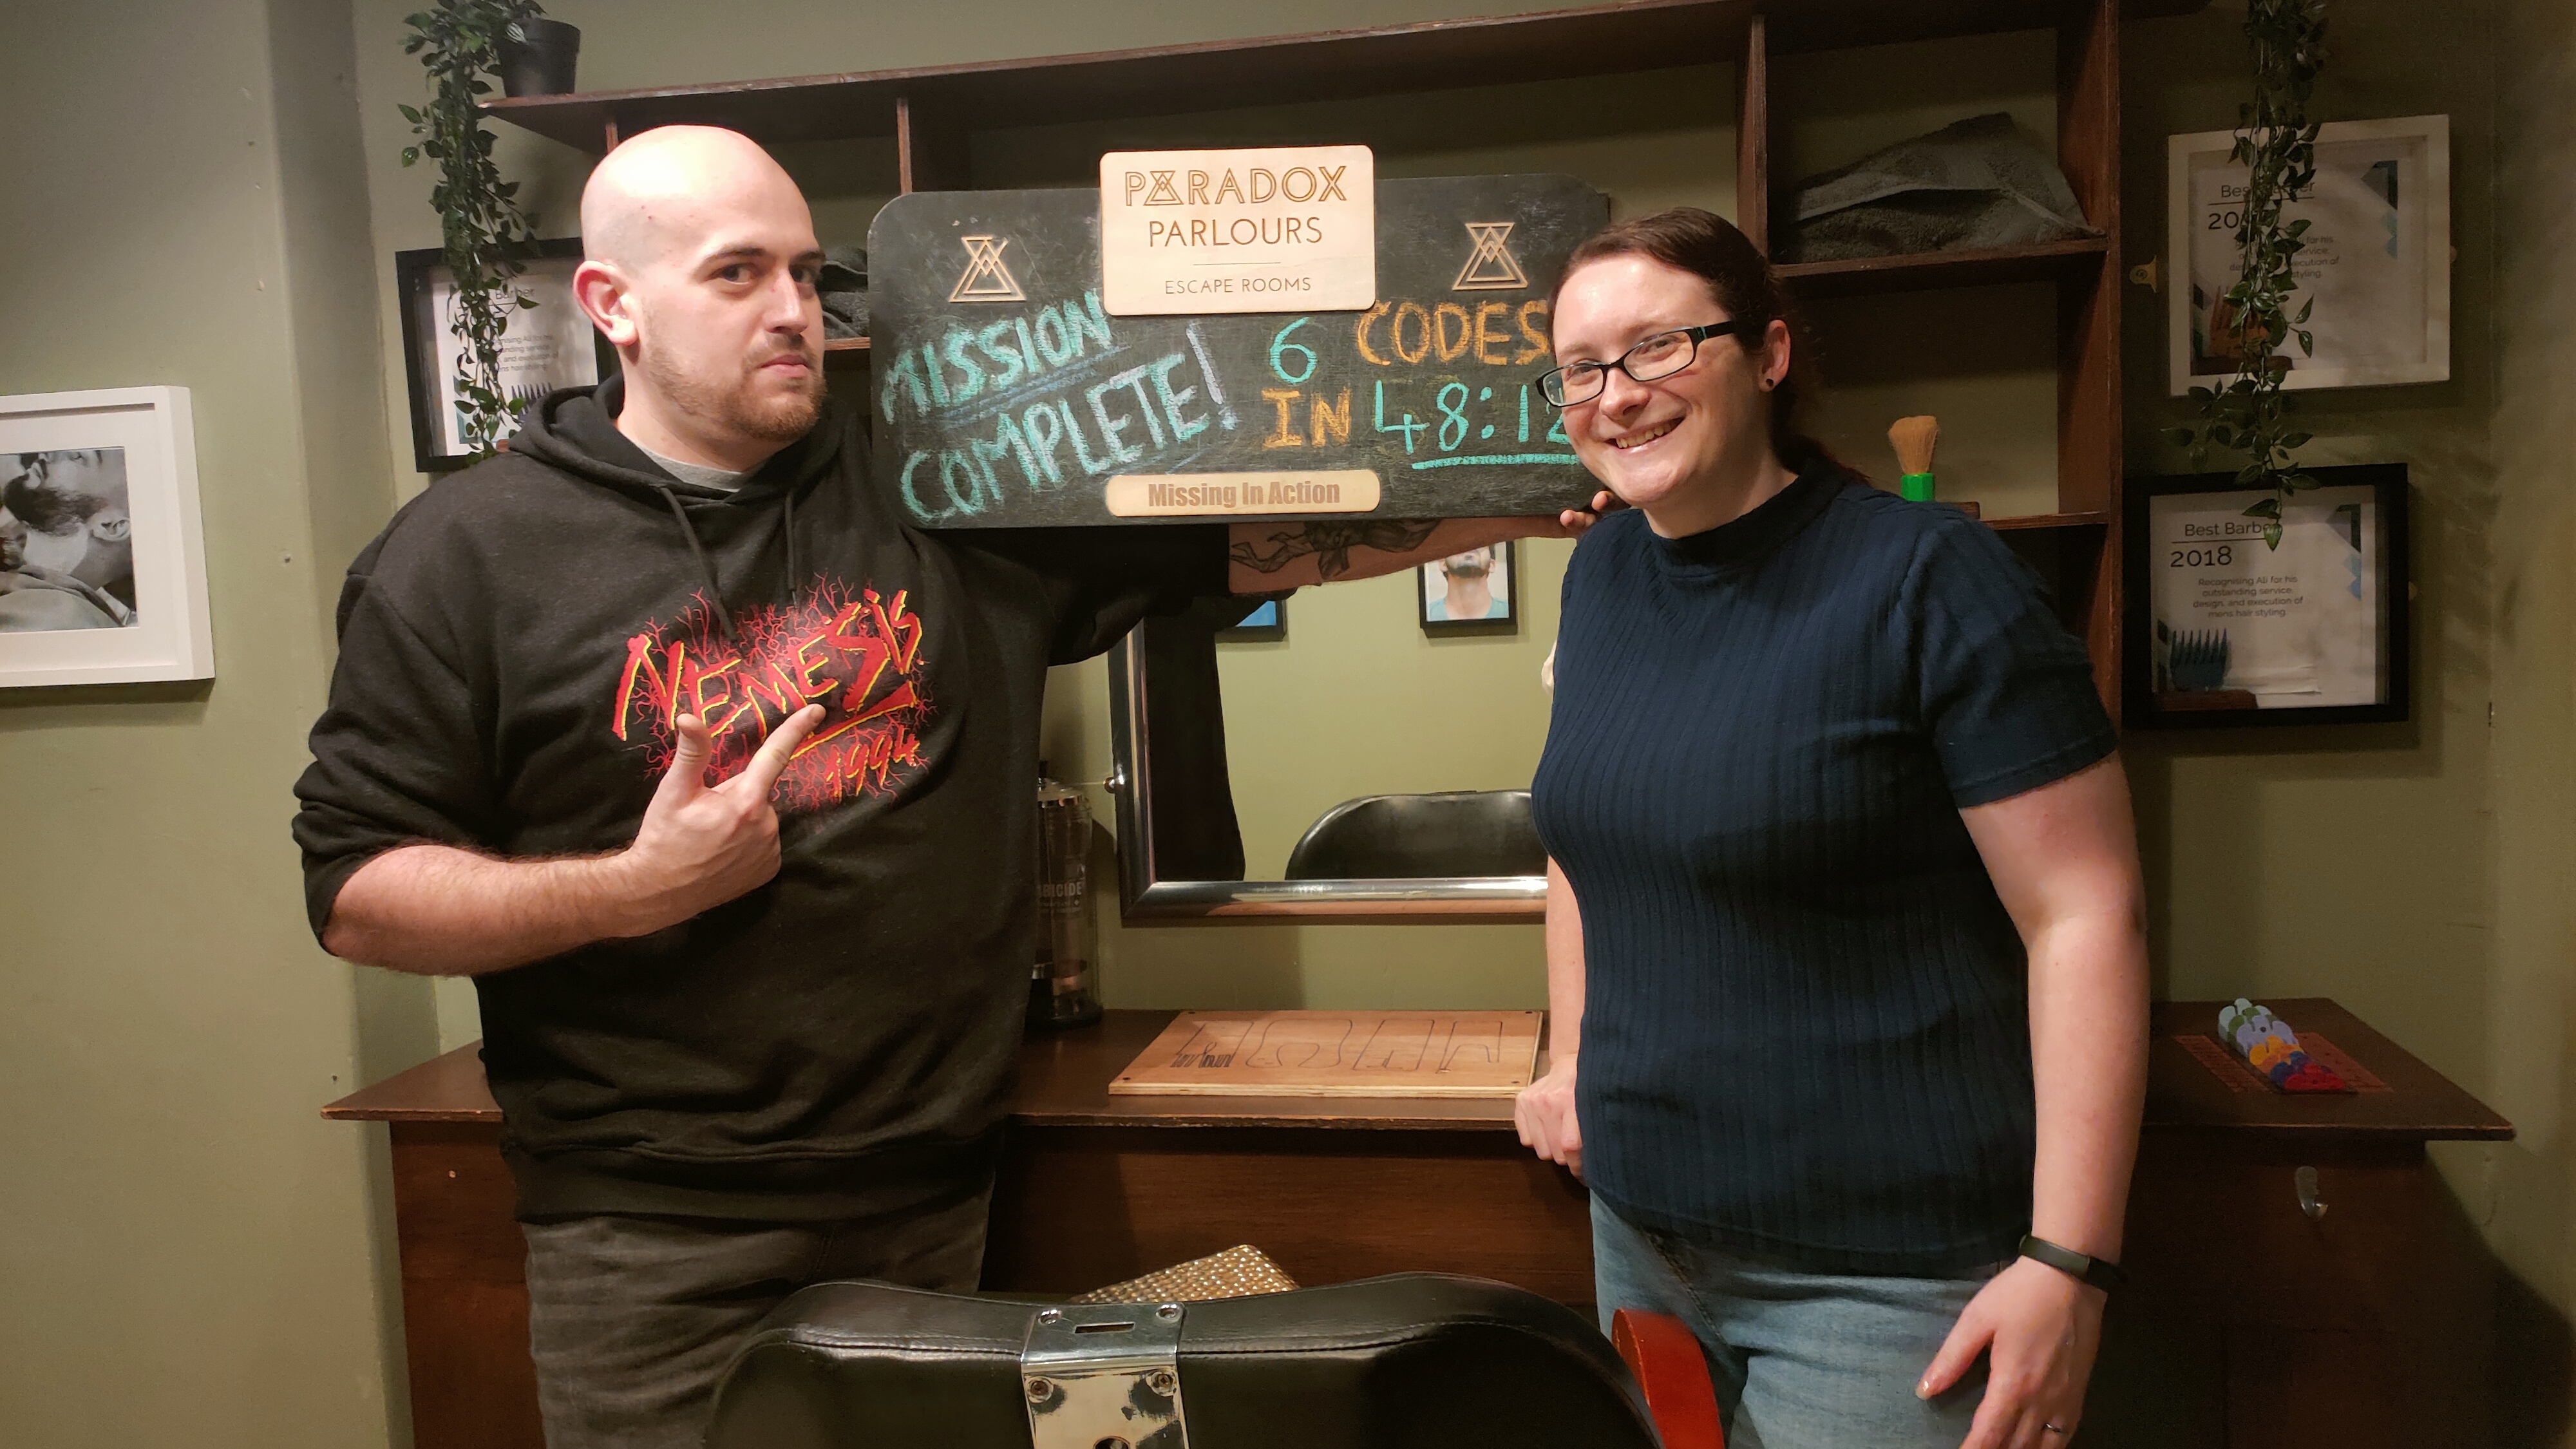 PARADOX
PARLOURS
ESCAPE ROOMS
MISSION
COMPLETE!
6 CODES
IN 48:12
Missing In Action
NEMESIS
1994
Barber
Best Barber
2018
Recognising Ali for his
outstanding service,
design, and execution of
mens hair styling.